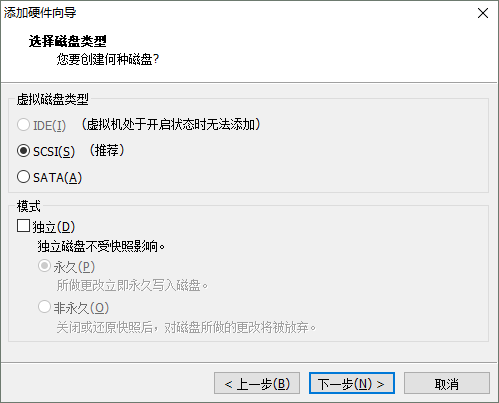 添加硬件向导
选择磁盘类型
您要创建何种磁盘?
虚拟磁盘类型
IDE(I) （虚拟机处于开启状态时无法添加）
SCSI(S) （推荐）
SATA(A)
模式
独立(D)
独立磁盘不受快照影响。
永久(P)
所做更改立即永久写入磁盘。
非永久(O)
关闭或还原快照后，对磁盘所做的更改将被放弃。
< 上一步(B) 下一步(N) > 取消